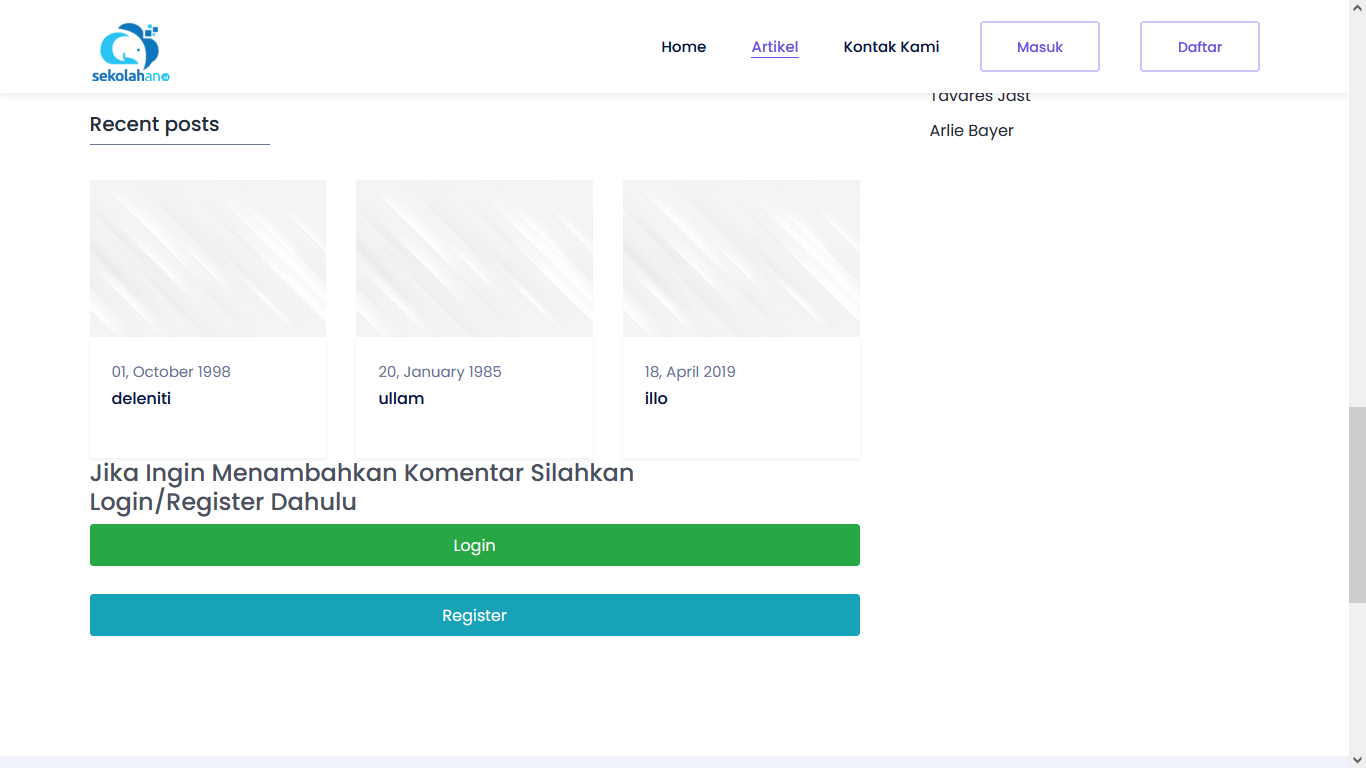 sekolahan.id
Home
Artikel
Kontak Kami
Masuk
Daftar
Tavares Jast
Arlie Bayer
Recent posts
01, October 1998
deleniti
20, January 1985
ullam
18, April 2019
illo
Jika Ingin Menambahkan Komentar Silahkan
Login/Register Dahulu
Login
Register